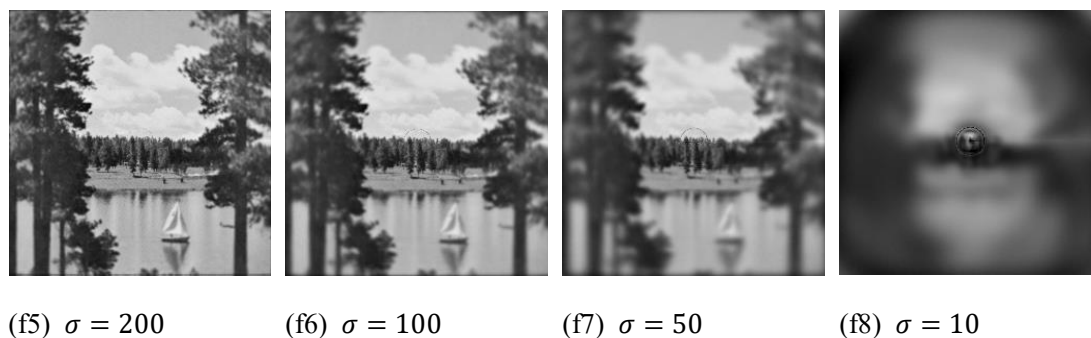 (f5) σ = 200
(f6) σ = 100
(f7) σ = 50
(f8) σ = 10